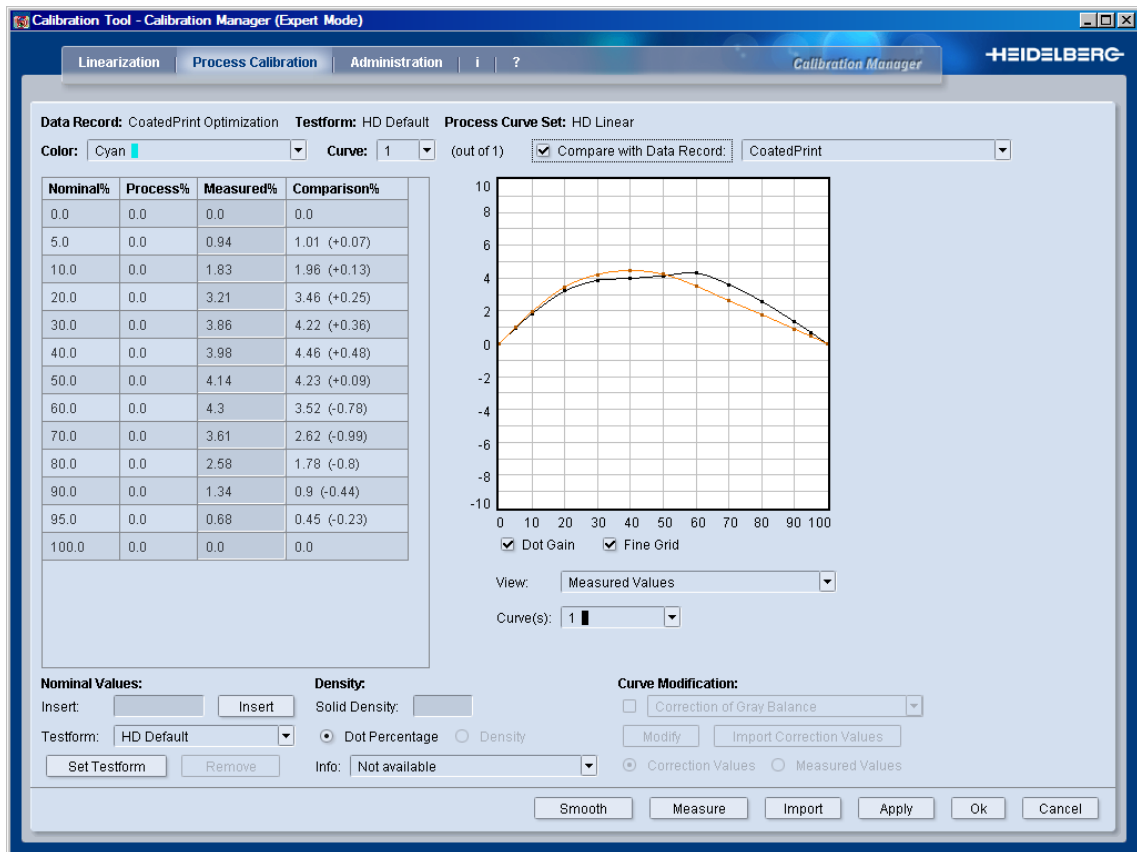 Calibration Tool - Calibration Manager (Expert Mode)
Linearization | Process Calibration | Administration | i | ?
Calibration Manager
HEIDELBERG
Data Record: CoatedPrint Optimization Testform: HD Default Process Curve Set: HD Linear
Color: Cyan Curve: 1 (out of 1) Compare with Data Record: CoatedPrint
Nominal% Process% Measured% Comparison%
0.0 0.0 0.0 0.0
5.0 0.0 0.94 1.01 (+0.07)
10.0 0.0 1.83 1.96 (+0.13)
20.0 0.0 3.21 3.46 (+0.25)
30.0 0.0 3.86 4.22 (+0.36)
40.0 0.0 3.98 4.46 (+0.48)
50.0 0.0 4.14 4.23 (+0.09)
60.0 0.0 4.3 3.52 (-0.78)
70.0 0.0 3.61 2.62 (-0.99)
80.0 0.0 2.58 1.78 (-0.8)
90.0 0.0 1.34 0.9 (-0.44)
95.0 0.0 0.68 0.45 (-0.23)
100.0 0.0 0.0 0.0
10
8
6
4
2
0
-2
-4
-6
-8
-10
0 10 20 30 40 50 60 70 80 90 100
Dot Gain Fine Grid
View: Measured Values
Curve(s): 1
Nominal Values:
Insert: Insert
Testform: HD Default
Set Testform Remove
Density:
Solid Density:
Dot Percentage Density
Info: Not available
Curve Modification:
Correction of Gray Balance
Modify Import Correction Values
Correction Values Measured Values
Smooth Measure Import Apply Ok Cancel